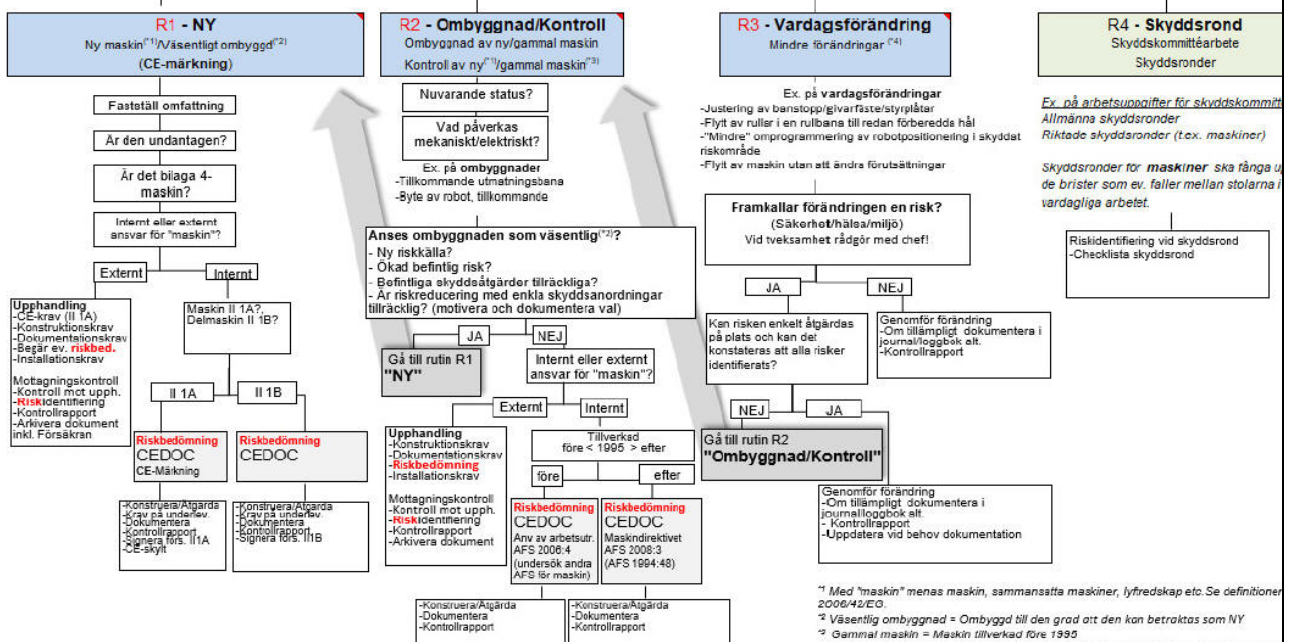 R1 - NY
Ny maskin(*1)/Väsentligt ombyggd(*2)
(CE-märkning)
Fastställ omfattning
Är den undantagen?
Är det bilaga 4-
maskin?
Internt eller externt
ansvar för "maskin"?
Externt
Internt
Upphandling
-CE-krav (II 1A)
-Konstruktionskrav
-Dokumentationskrav
-Begär ev. riskbed.
-Installationskrav
Mottagningskontroll
-Kontroll mot upph.
-Riskidentifiering
-Kontrollrapport
-Arkivera dokument
inkl. Försäkran
Maskin II 1A?,
Delmaskin II 1B?
II 1A
II 1B
Riskbedömning
CEDOC
CE-Märkning
Riskbedömning
CEDOC
-Konstruera/Åtgärda
-Krav på underlev.
-Dokumentera
-Kontrollrapport
-Signera förs. II1A
-CE-skylt
-Konstruera/Åtgärda
-Krav på underlev.
-Dokumentera
-Kontrollrapport
-Signera förs. II1B
R2 - Ombyggnad/Kontroll
Ombyggnad av ny/gammal maskin
Kontroll av ny(*1)/gammal maskin(*3)
Nuvarande status?
Vad påverkas
mekaniskt/elektriskt?
Ex. på ombyggnader
-Tillkommande utmatningsbana
-Byte av robot, tillkommande
Anses ombyggnaden som väsentlig(*2)?
- Ny riskkälla?
- Ökad befintlig risk?
- Befintliga skyddsåtgärder tillräckliga?
- Är riskreducering med enkla skyddsanordningar
tillräcklig? (motivera och dokumentera val)
JA
NEJ
Gå till rutin R1
"NY"
Internt eller externt
ansvar för "maskin"?
Externt
Internt
Upphandling
-Konstruktionskrav
-Dokumentationskrav
-Riskbedömning
-Installationskrav
Mottagningskontroll
-Kontroll mot upph.
-Riskidentifiering
-Kontrollrapport
-Arkivera dokument
Tillverkad
före < 1995 > efter
före
efter
Riskbedömning
CEDOC
Anv av arbetsutr.
AFS 2006:4
(undersök andra
AFS för maskin)
Riskbedömning
CEDOC
Maskindirektivet
AFS 2008:3
(AFS 1994:48)
-Konstruera/Åtgärda
-Dokumentera
-Kontrollrapport
-Konstruera/Åtgärda
-Dokumentera
-Kontrollrapport
R3 - Vardagsförändring
Mindre förändringar (*4)
Ex. på vardagsförändringar
-Justering av banstopp/givarfäste/styrplåtar
-Flytt av rullar i en rullbana till redan förberedda hål
-"Mindre" omprogrammering av robotpositionering i skyddat
riskområde
-Flytt av maskin utan att ändra förutsättningar
Framkallar förändringen en risk?
(Säkerhet/hälsa/miljö)
Vid tveksamhet rådgör med chef!
JA
NEJ
Kan risken enkelt åtgärdas
på plats och kan det
konstateras att alla risker
identifierats?
Genomför förändring
-Om tillämpligt dokumentera i
journal/loggbok alt.
-Kontrollrapport
NEJ
JA
Gå till rutin R2
"Ombyggnad/Kontroll"
Genomför förändring
-Om tillämpligt dokumentera i
journal/loggbok alt.
- Kontrollrapport
-Uppdatera vid behov dokumentation
R4 - Skyddsrond
Skyddskommittéarbete
Skyddsronder
Ex. på arbetsuppgifter för skyddskommitt
Allmänna skyddsronder
Riktade skyddsronder (t.ex. maskiner)
Skyddsronder för maskiner ska fånga u
de brister som ev. faller mellan stolarna i
vardagliga arbetet.
Riskidentifiering vid skyddsrond
-Checklista skyddsrond
*1 Med "maskin" menas maskin, sammansatta maskiner, lyftredskap etc. Se definitioner
2006/42/EG.
*2 Väsentlig ombyggnad = Ombyggd till den grad att den kan betraktas som NY
*3 Gammal maskin = Maskin tillverkad före 1995